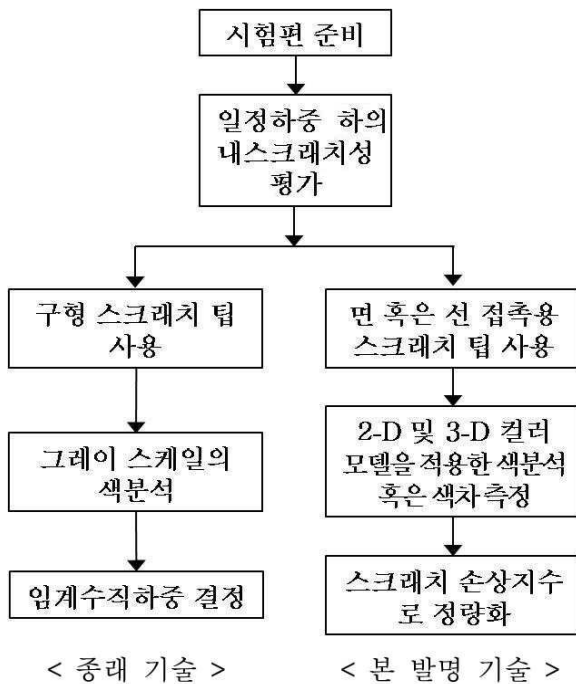 시험편 준비
일정하중 하의
내스크래치성
평가
구형 스크래치 팁
사용
그레이 스케일의
색분석
임계수직하중 결정
< 종래 기술 >
면 혹은 선 접촉용
스크래치 팁 사용
2-D 및 3-D 컬러
모델을 적용한 색분석
혹은 색차 측정
스크래치 손상지수
로 정량화
< 본 발명 기술 >